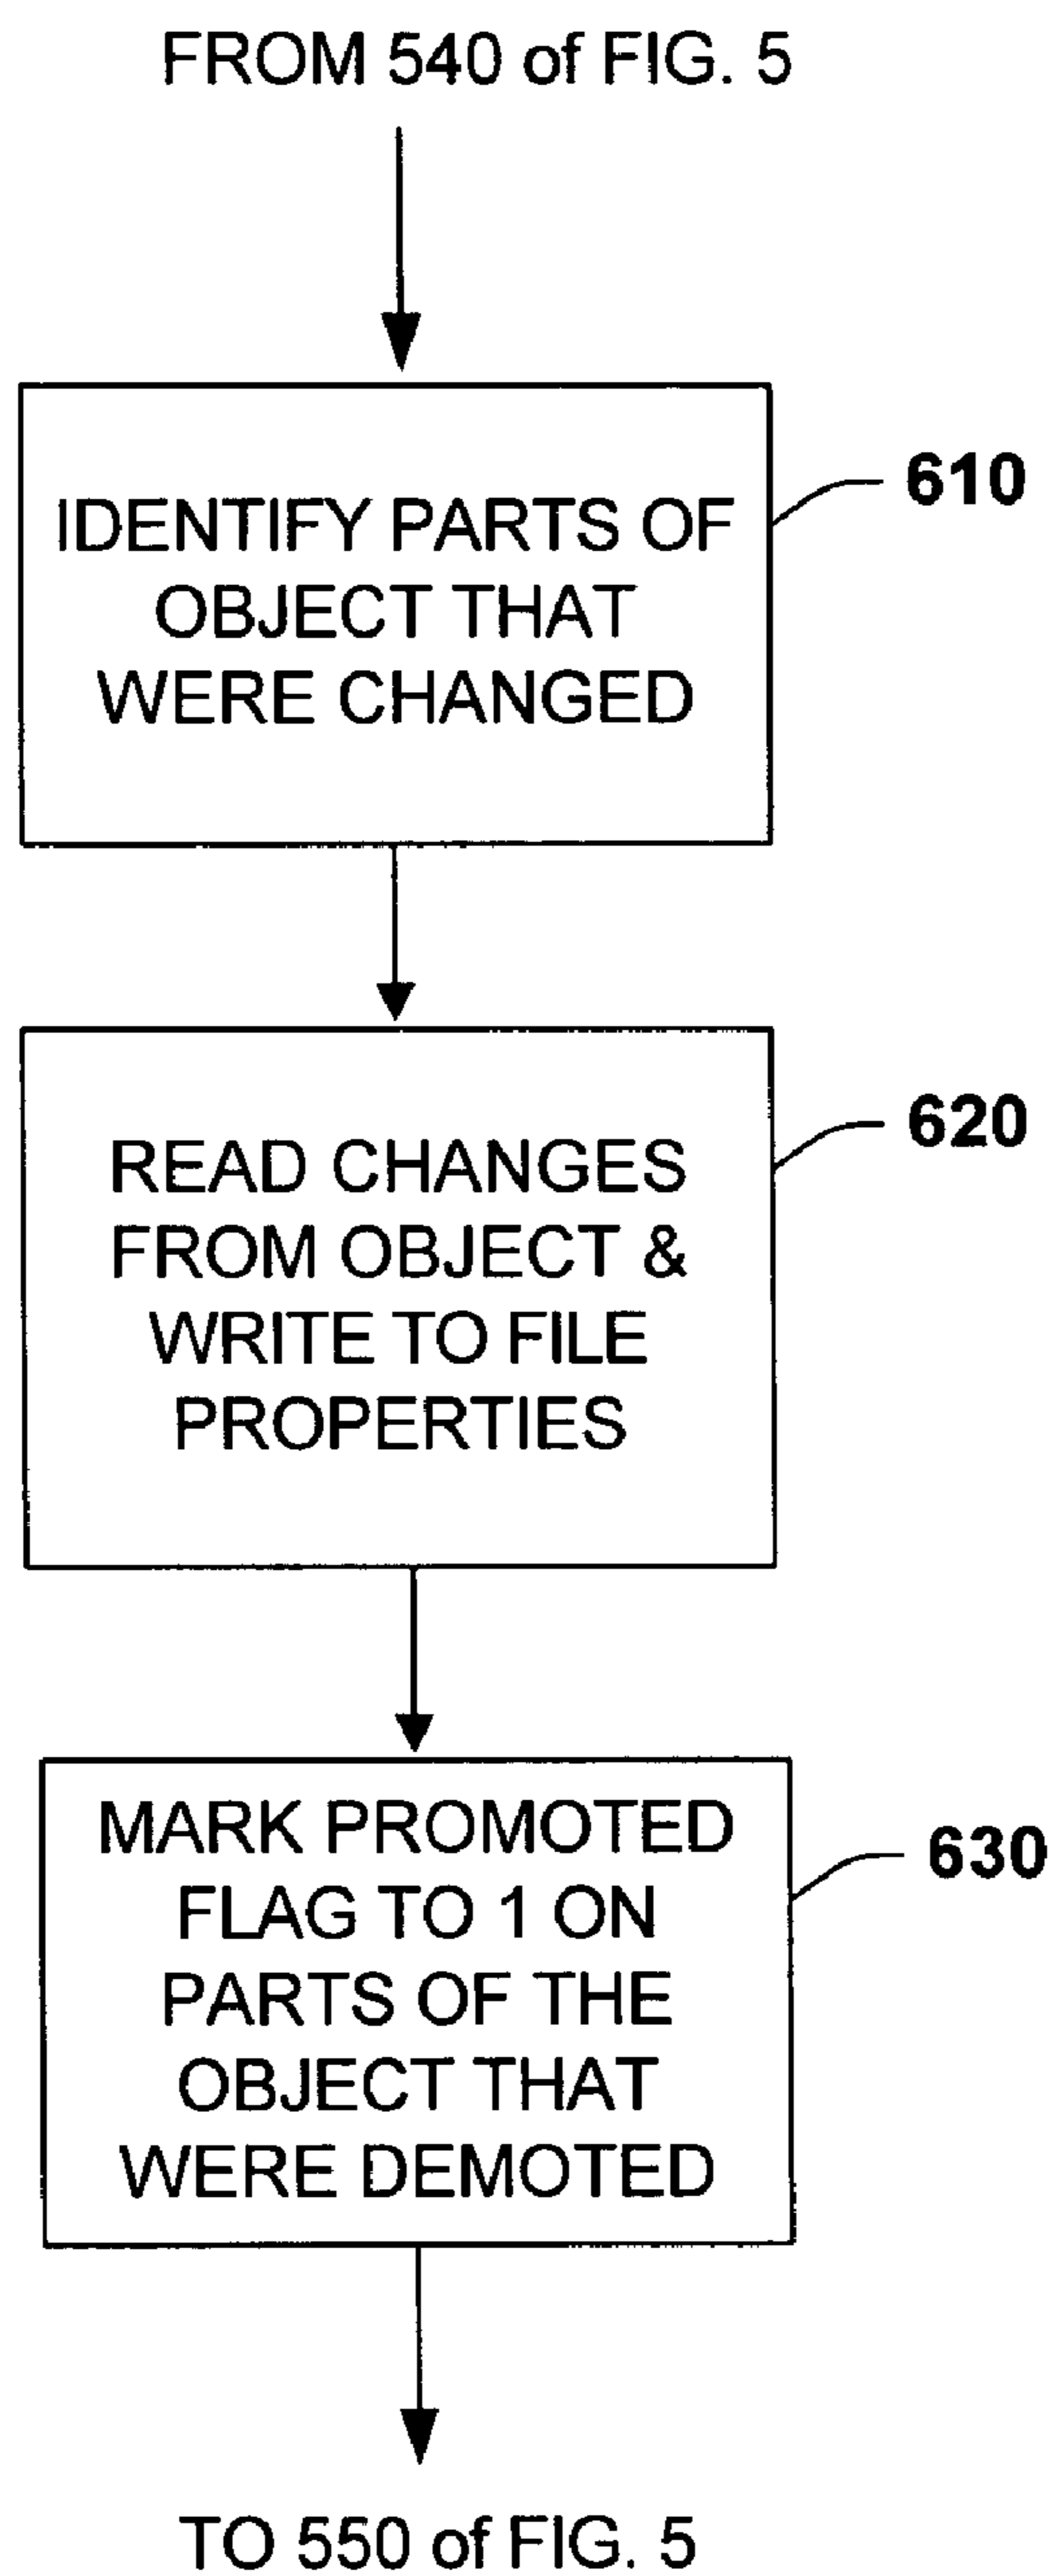 FROM 540 of FIG. 5
610
IDENTIFY PARTS OF
OBJECT THAT
WERE CHANGED
620
READ CHANGES
FROM OBJECT &
WRITE TO FILE
PROPERTIES
630
MARK PROMOTED
FLAG TO 1 ON
PARTS OF THE
OBJECT THAT
WERE DEMOTED
TO 550 of FIG. 5